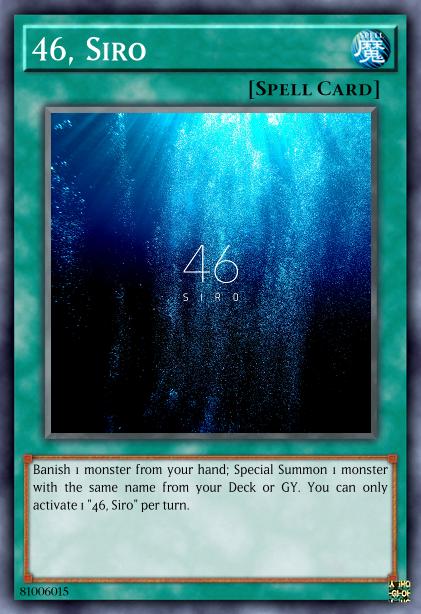 46, Siro
魔
[Spell Card]
46
SIRO
Banish 1 monster from your hand; Special Summon 1 monster
with the same name from your Deck or GY. You can only
activate 1 "46, Siro" per turn.
81006015